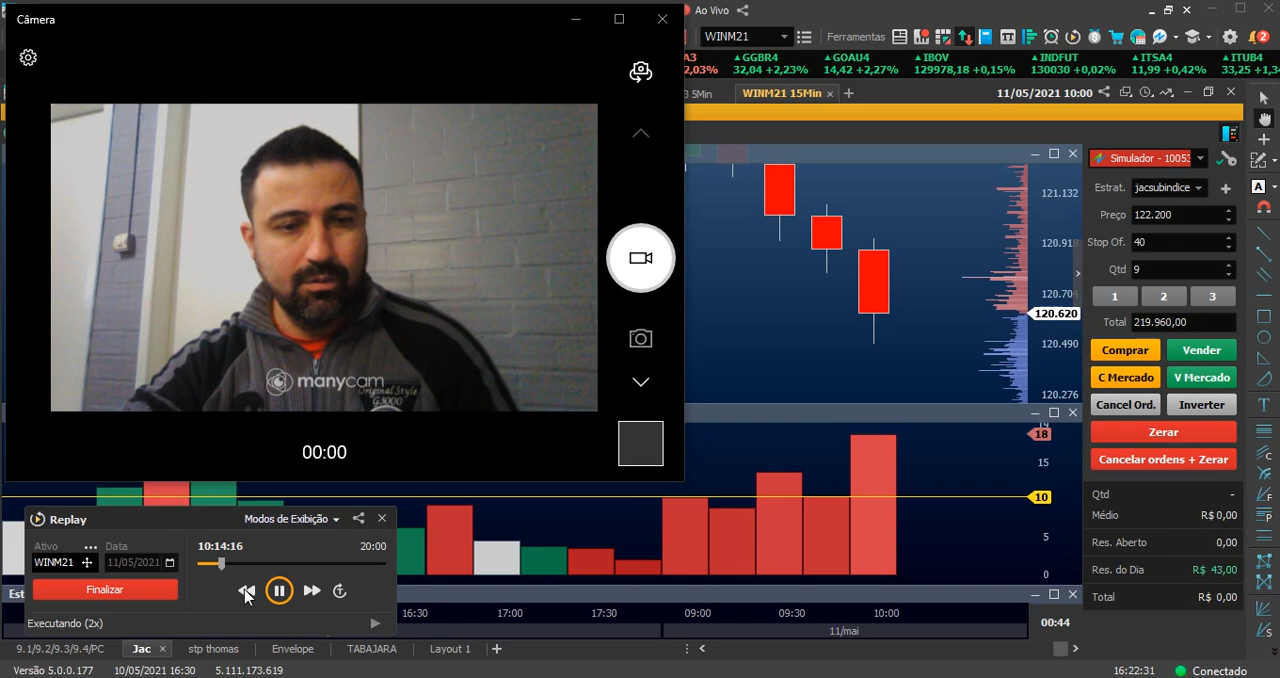 Câmera
manycam
Original Style
G3000
00:00
Ao Vivo
WINM21
Ferramentas
2
A3
2,03%
GGBR4
32,04 +2,23%
GOAU4
14,42 +2,27%
IBOV
129978,18 +0,15%
INDFUT
130030 +0,02%
ITSA4
11,99 +0,42%
ITUB4
33,25 +1,3
3 5Min
WINM21 15Min
11/05/2021 10:00
121.132
120.91
120.70
120.620
120.490
120.276
18
15
10
5
0
00:44
Simulador - 10053
Estrat.
jacsubindice
Preço
122.200
Stop Of.
40
Qtd
9
1
2
3
Total
219.960,00
Comprar
Vender
C Mercado
V Mercado
Cancel Ord.
Inverter
Zerar
Cancelar ordens + Zerar
Qtd
-
Médio
R$ 0,00
Res. Aberto
0,00
Res. do Dia
R$ 43,00
Total
R$ 0,00
Replay
Modos de Exibição
Ativo
Data
WINM21
11/05/2021
10:14:16
20:00
Finalizar
Executando (2x)
Est
16:30
17:00
17:30
09:00
09:30
10:00
11/mai
9.1/9.2/9.3/9.4/PC
Jac
stp thomas
Envelope
TABAJARA
Layout 1
Versão 5.0.0.177
10/05/2021 16:30
5.111.173.619
16:22:31
Conectado